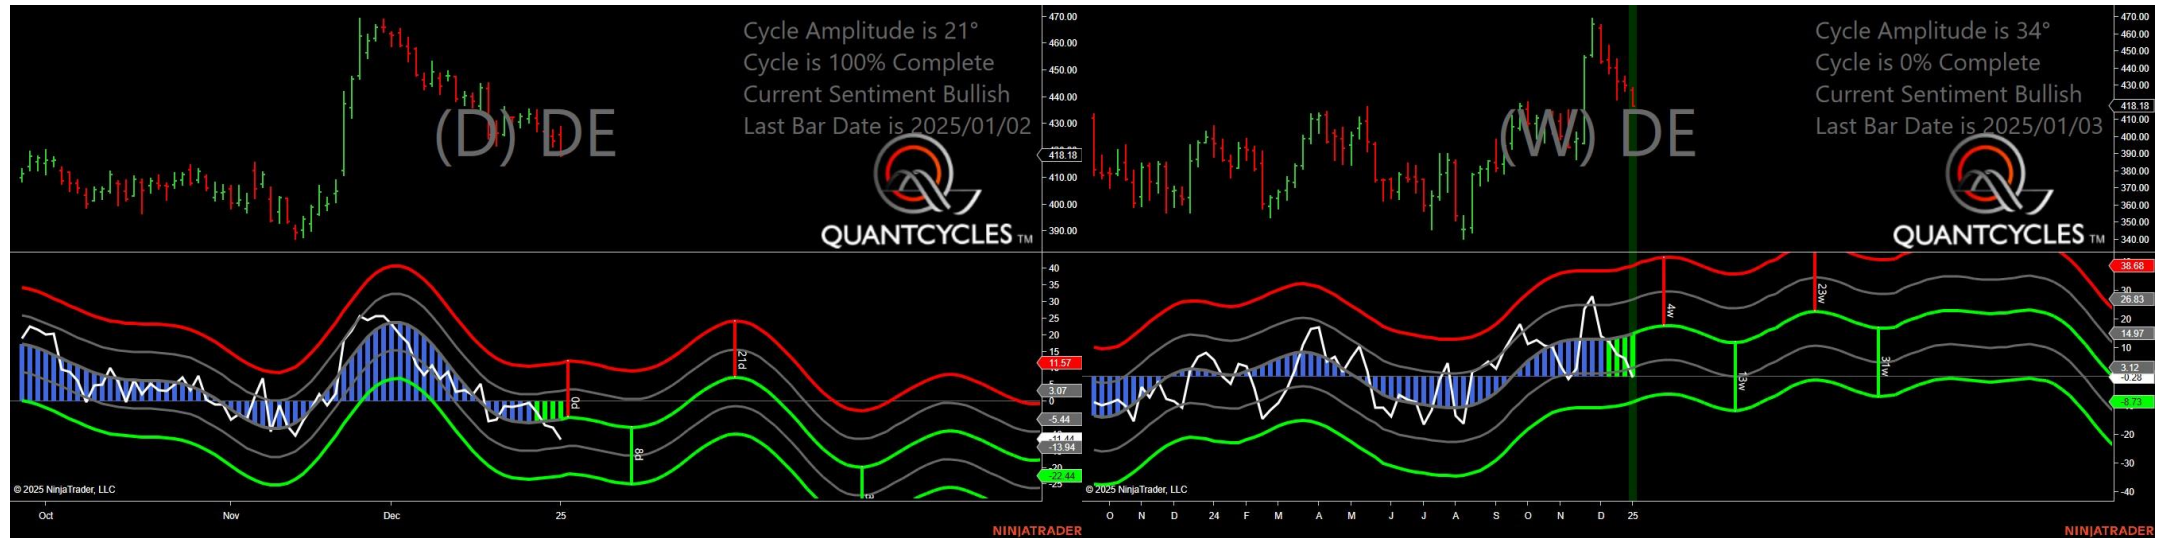 Cycle Amplitude is 21°
Cycle is 100% Complete
Current Sentiment Bullish
Last Bar Date is 2025/01/02
(D) DE
QUANTCYCLES TM
470.00
460.00
450.00
440.00
430.00
418.18
410.00
400.00
390.00
40
35
30
25
20
15
11.57
3.07
0
-5.44
-11.44
-13.94
-22.44
-25
0d
8d
21d
© 2025 NinjaTrader, LLC
Oct
Nov
Dec
25
NINJATRADER
Cycle Amplitude is 34°
Cycle is 0% Complete
Current Sentiment Bullish
Last Bar Date is 2025/01/03
(W) DE
QUANTCYCLES TM
470.00
460.00
450.00
440.00
430.00
418.18
410.00
400.00
390.00
380.00
370.00
360.00
350.00
340.00
38.68
30
26.83
20
14.97
10
3.12
-0.28
-8.73
-20
-30
-40
4w
13w
23w
31w
© 2025 NinjaTrader, LLC
O N D 24 F M A M J J A S O N D 25
NINJATRADER